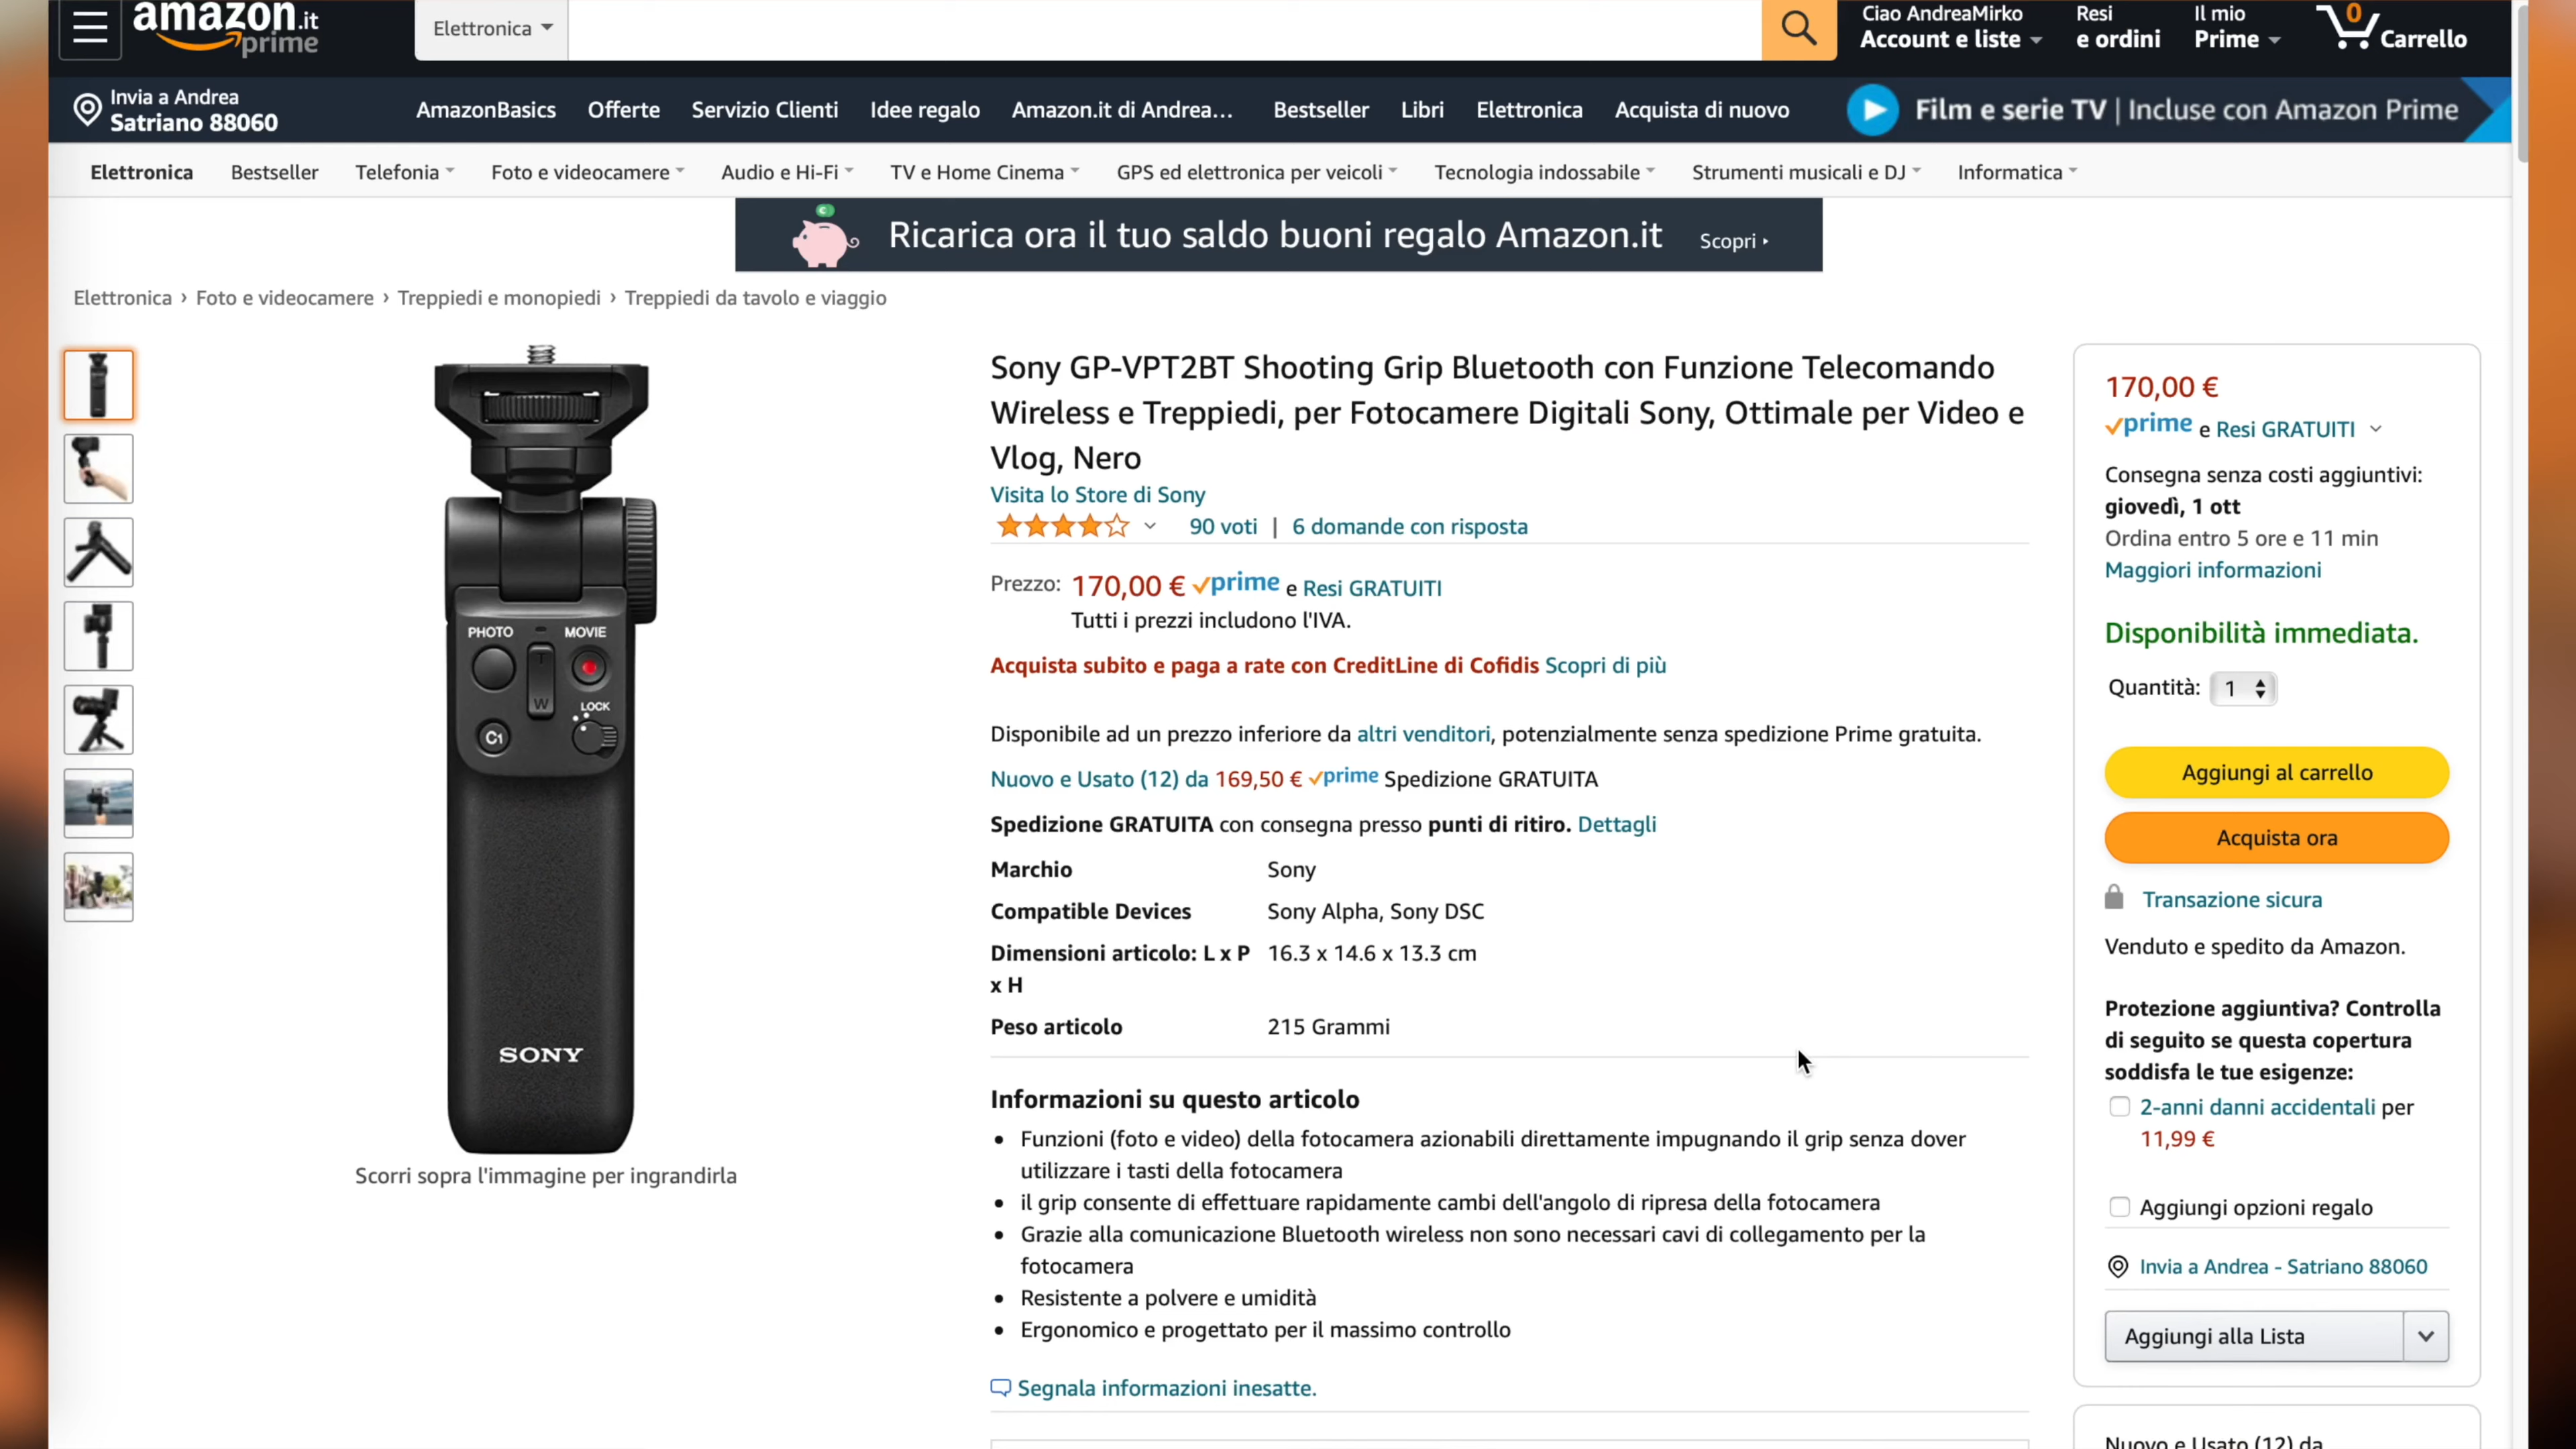 amazon.it
prime
Elettronica
Ciao AndreaMirko
Account e liste
Resi
e ordini
Il mio
Prime
0
Carrello
Invia a Andrea
Satriano 88060
AmazonBasics
Offerte
Servizio Clienti
Idee regalo
Amazon.it di Andrea…
Bestseller
Libri
Elettronica
Acquista di nuovo
Film e serie TV | Incluse con Amazon Prime
Elettronica
Bestseller
Telefonia
Foto e videocamere
Audio e Hi-Fi
TV e Home Cinema
GPS ed elettronica per veicoli
Tecnologia indossabile
Strumenti musicali e DJ
Informatica
Ricarica ora il tuo saldo buoni regalo Amazon.it
Scopri ▸
Elettronica › Foto e videocamere › Treppiedi e monopiedi › Treppiedi da tavolo e viaggio
PHOTO
MOVIE
T
W
LOCK
C1
SONY
Scorri sopra l'immagine per ingrandirla
Sony GP-VPT2BT Shooting Grip Bluetooth con Funzione Telecomando
Wireless e Treppiedi, per Fotocamere Digitali Sony, Ottimale per Video e
Vlog, Nero
Visita lo Store di Sony
90 voti | 6 domande con risposta
Prezzo: 170,00 € prime e Resi GRATUITI
Tutti i prezzi includono l'IVA.
Acquista subito e paga a rate con CreditLine di Cofidis Scopri di più
Disponibile ad un prezzo inferiore da altri venditori, potenzialmente senza spedizione Prime gratuita.
Nuovo e Usato (12) da 169,50 € prime Spedizione GRATUITA
Spedizione GRATUITA con consegna presso punti di ritiro. Dettagli
Marchio Sony
Compatible Devices Sony Alpha, Sony DSC
Dimensioni articolo: L x P 16.3 x 14.6 x 13.3 cm
x H
Peso articolo 215 Grammi
Informazioni su questo articolo
• Funzioni (foto e video) della fotocamera azionabili direttamente impugnando il grip senza dover
utilizzare i tasti della fotocamera
• il grip consente di effettuare rapidamente cambi dell'angolo di ripresa della fotocamera
• Grazie alla comunicazione Bluetooth wireless non sono necessari cavi di collegamento per la
fotocamera
• Resistente a polvere e umidità
• Ergonomico e progettato per il massimo controllo
Segnala informazioni inesatte.
170,00 €
prime e Resi GRATUITI
Consegna senza costi aggiuntivi:
giovedì, 1 ott
Ordina entro 5 ore e 11 min
Maggiori informazioni
Disponibilità immediata.
Quantità: 1
Aggiungi al carrello
Acquista ora
Transazione sicura
Venduto e spedito da Amazon.
Protezione aggiuntiva? Controlla
di seguito se questa copertura
soddisfa le tue esigenze:
2-anni danni accidentali per
11,99 €
Aggiungi opzioni regalo
Invia a Andrea - Satriano 88060
Aggiungi alla Lista
Nuovo e Usato (12) da